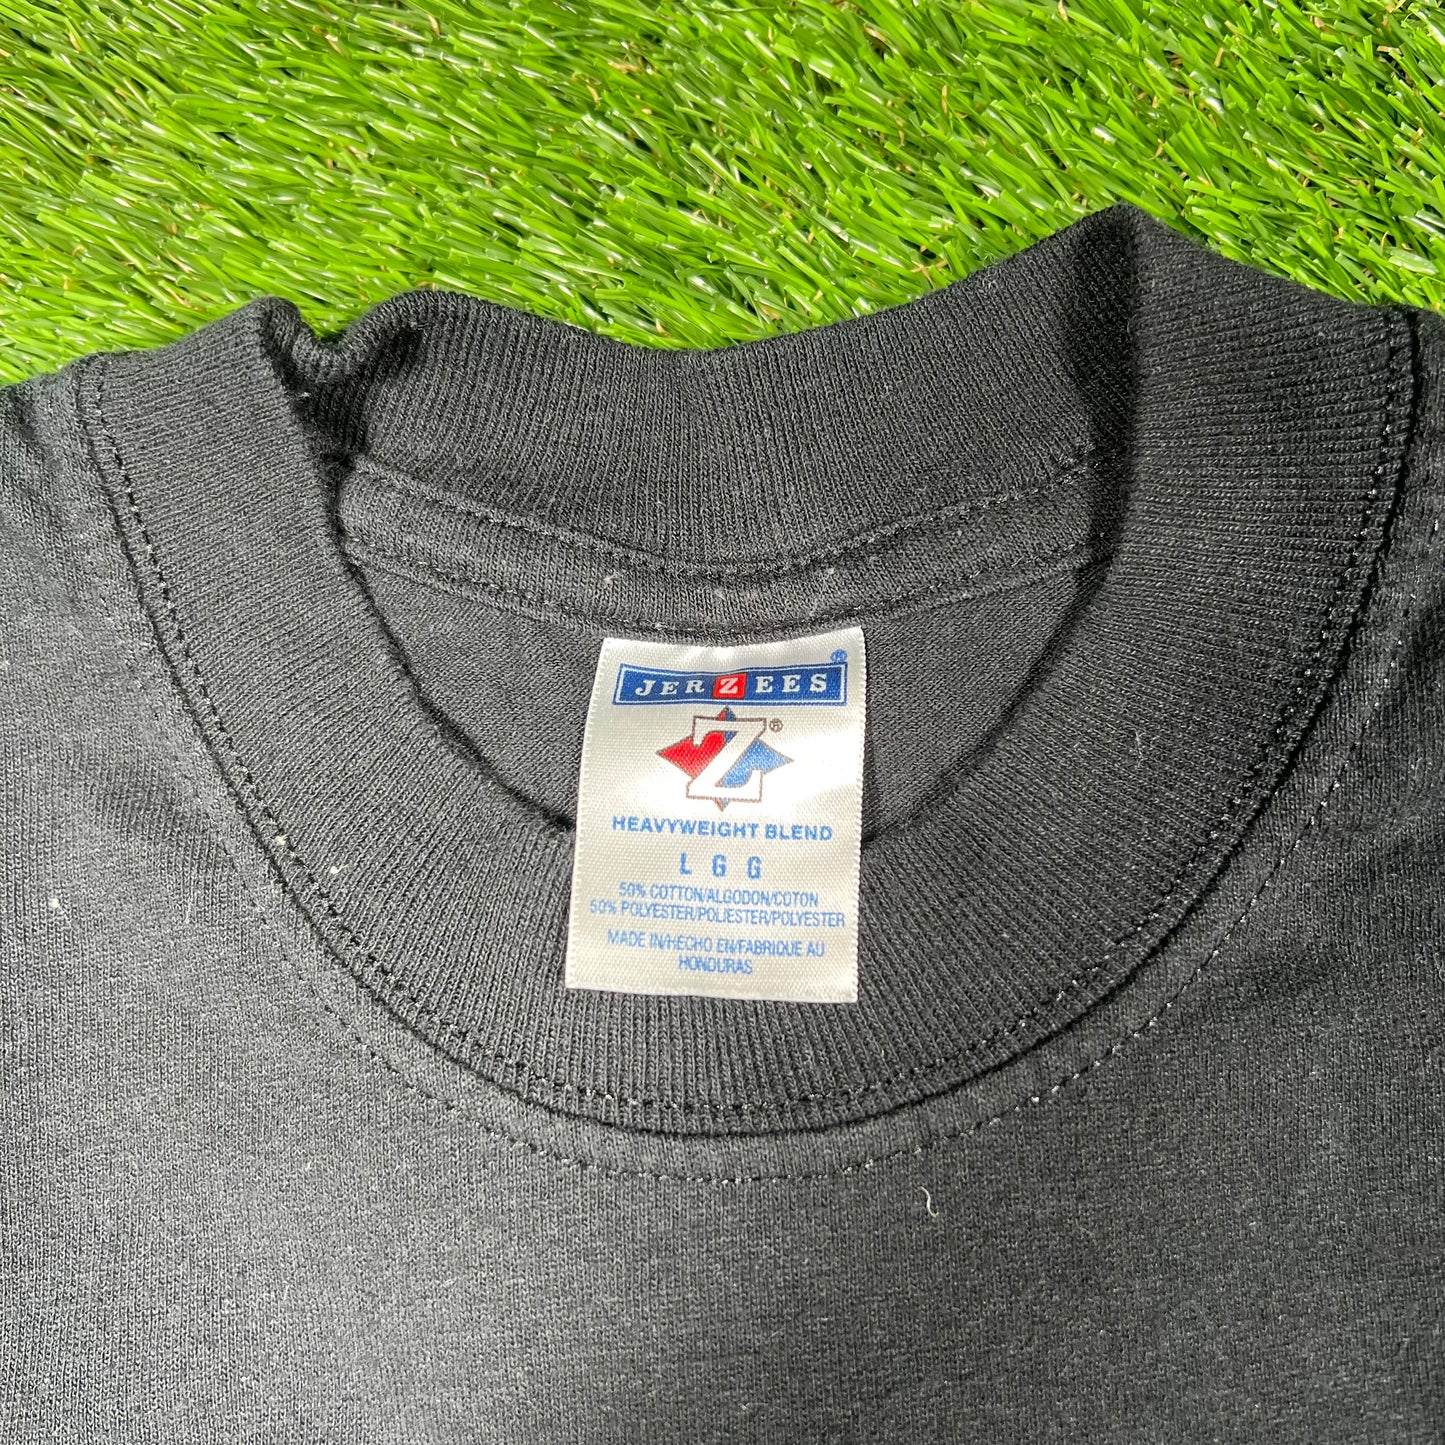 JERZEES®
Z®
HEAVYWEIGHT BLEND
L G G
50% COTTON/ALGODON/COTON
50% POLYESTER/POLIESTER/POLYESTER
MADE IN/HECHO EN/FABRIQUE AU
HONDURAS